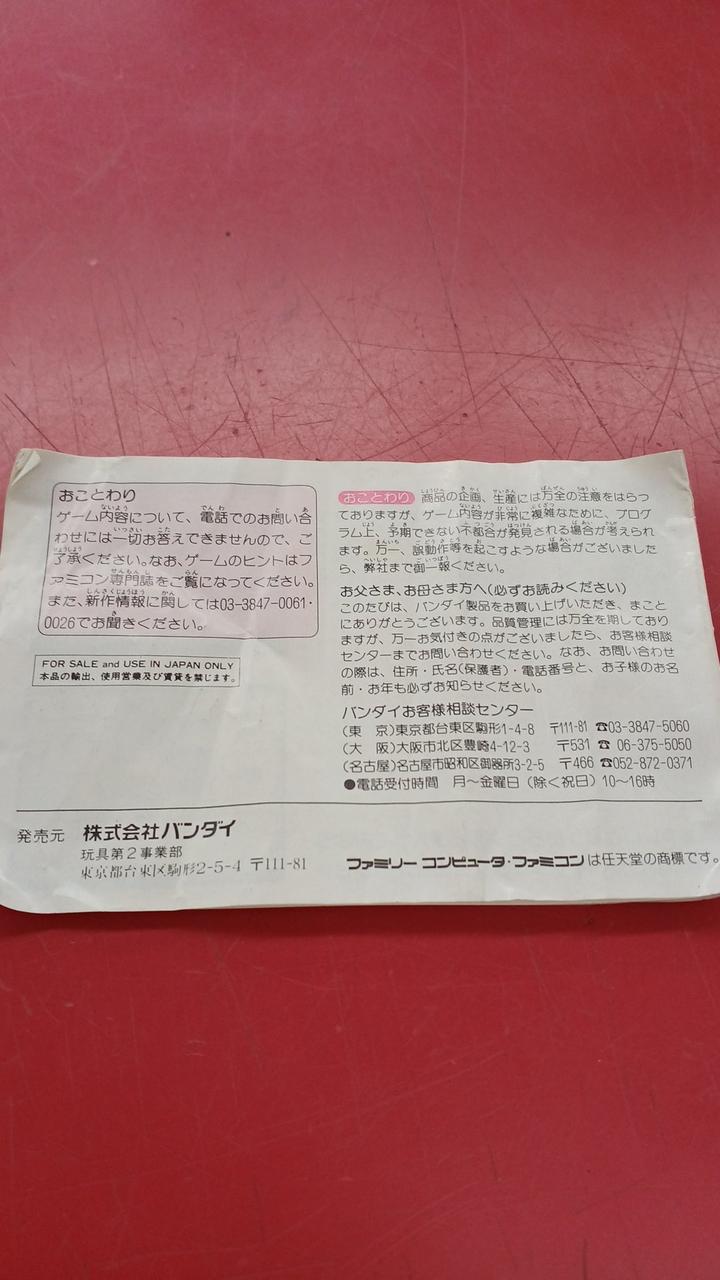 おことわり
ゲーム内容について、電話でのお問い合
わせには一切お答えできませんので、ご
了承ください。なお、ゲームのヒントはフ
ァミコン専門誌をご覧になってください。
また、新作情報に関しては03-3847-0061・
0026でお聞きください。
FOR SALE and USE IN JAPAN ONLY
本品の輸出、使用営業及び賃貸を禁じます。
おことわり 商品の企画、生産には万全の注意をはらっ
ておりますが、ゲーム内容が非常に複雑なために、プログ
ラム上、予期できない不都合が発見される場合が考えられ
ます。万一、誤動作等を起こすような場合がございました
ら、弊社まで御一報ください。
お父さま、お母さま方へ(必ずお読みください)
このたびは、バンダイ製品をお買い上げいただき、まこと
にありがとうございます。品質管理には万全を期しており
ますが、万一お気付きの点がございましたら、お客様相談
センターまでお問い合わせください。なお、お問い合わせ
の際は、住所・氏名(保護者)・電話番号と、お子様のお名
前・お年も必ずお知らせください。
バンダイお客様相談センター
(東 京)東京都台東区駒形1-4-8 〒111-81 ☎03-3847-5060
(大 阪)大阪市北区豊崎4-12-3 〒531 ☎ 06-375-5050
(名古屋)名古屋市昭和区御器所3-2-5 〒466 ☎052-872-0371
●電話受付時間 月〜金曜日(除く祝日)10〜16時
発売元 株式会社バンダイ
玩具第2事業部
東京都台東区駒形2-5-4 〒111-81
ファミリー コンピュータ・ファミコンは任天堂の商標です。